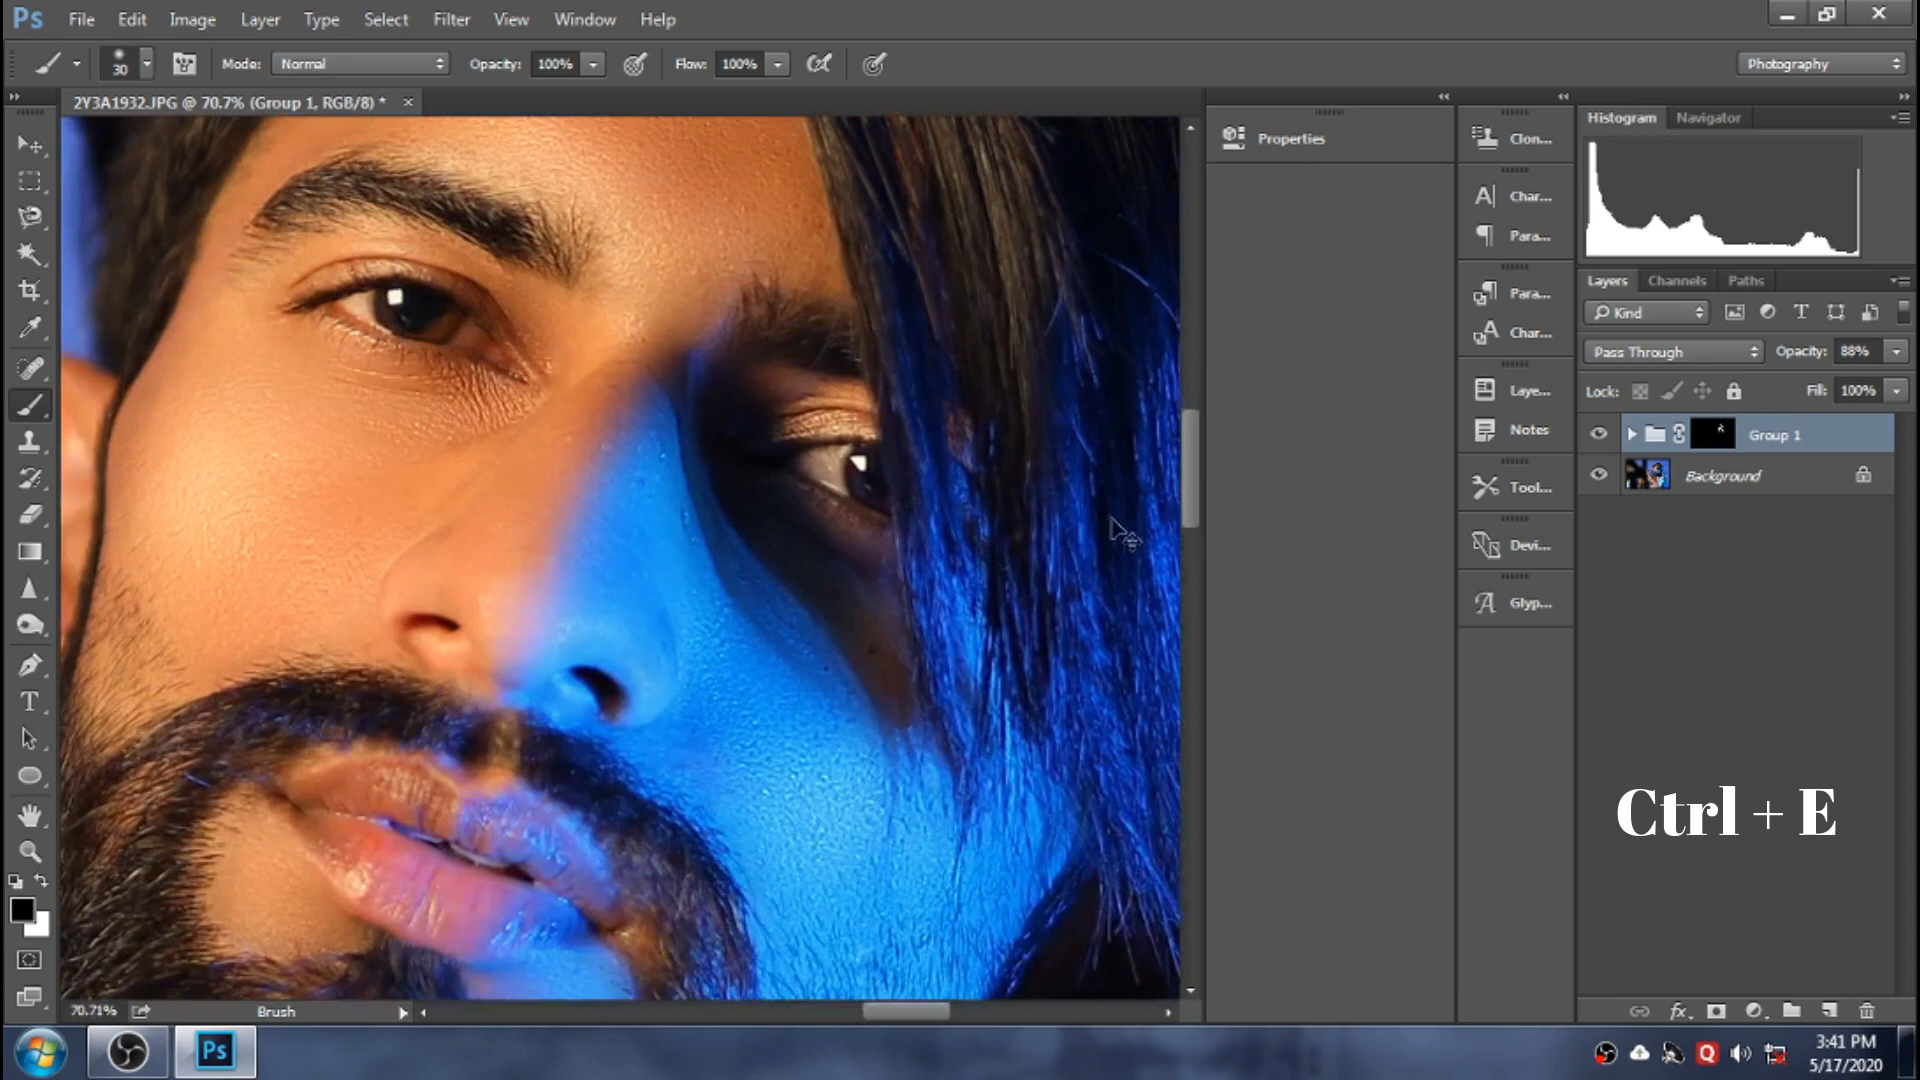 Ps File Edit Image Layer Type Select Filter View Window Help
30 Mode: Normal Opacity: 100% Flow: 100% Photography
2Y3A1932.JPG @ 70.7% (Group 1, RGB/8) * ×
Properties
Clon...
Char...
Para...
Para...
Char...
Laye...
Notes
Tool...
Devi...
Glyp...
Histogram Navigator
Layers Channels Paths
Kind
Pass Through Opacity: 88%
Lock: Fill: 100%
Group 1
Background
Ctrl + E
70.71% Brush
Ps
3:41 PM
5/17/2020